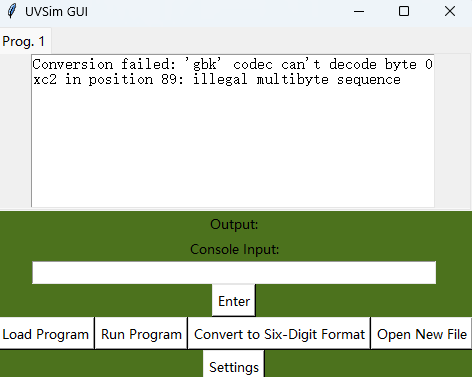 UVSim GUI
Prog. 1
Conversion failed: 'gbk' codec can't decode byte 0
xc2 in position 89: illegal multibyte sequence
Output:
Console Input:
Enter
Load Program Run Program Convert to Six-Digit Format Open New File
Settings